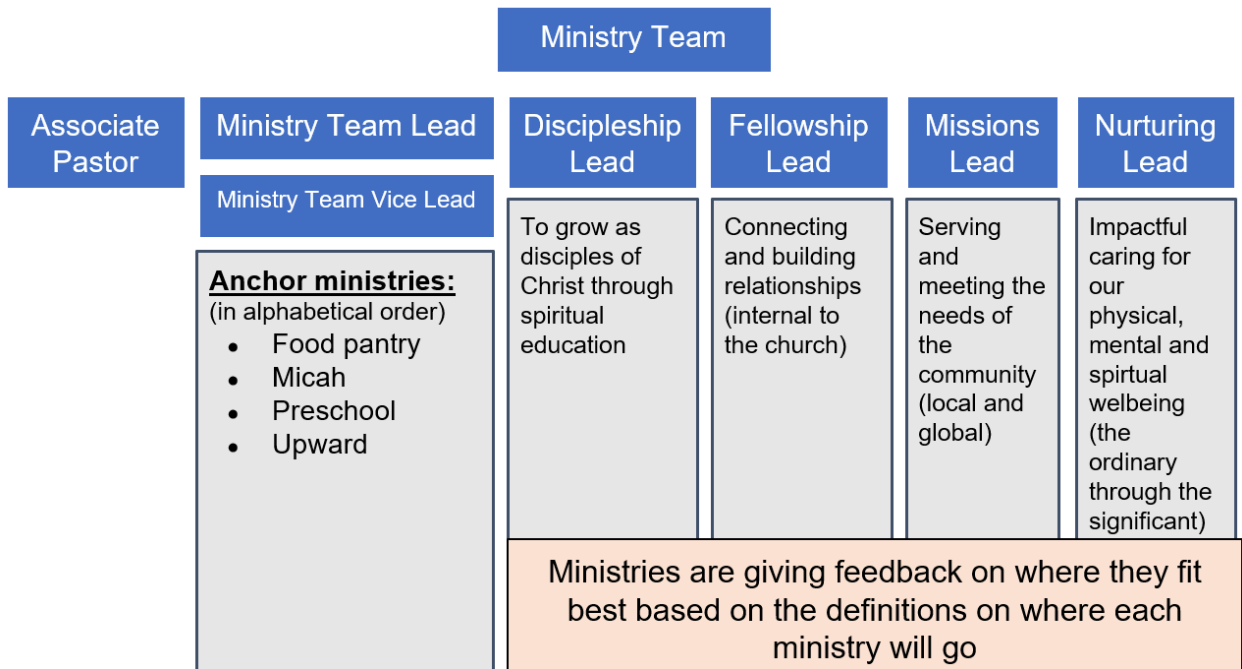 Ministry Team
Associate
Pastor
Ministry Team Lead
Ministry Team Vice Lead
Anchor ministries:
(in alphabetical order)
• Food pantry
• Micah
• Preschool
• Upward
Discipleship
Lead
To grow as
disciples of
Christ through
spiritual
education
Fellowship
Lead
Connecting
and building
relationships
(internal to
the church)
Missions
Lead
Serving
and
meeting the
needs of
the
community
(local and
global)
Nurturing
Lead
Impactful
caring for
our
physical,
mental and
spirtual
welbeing
(the
ordinary
through the
significant)
Ministries are giving feedback on where they fit
best based on the definitions on where each
ministry will go